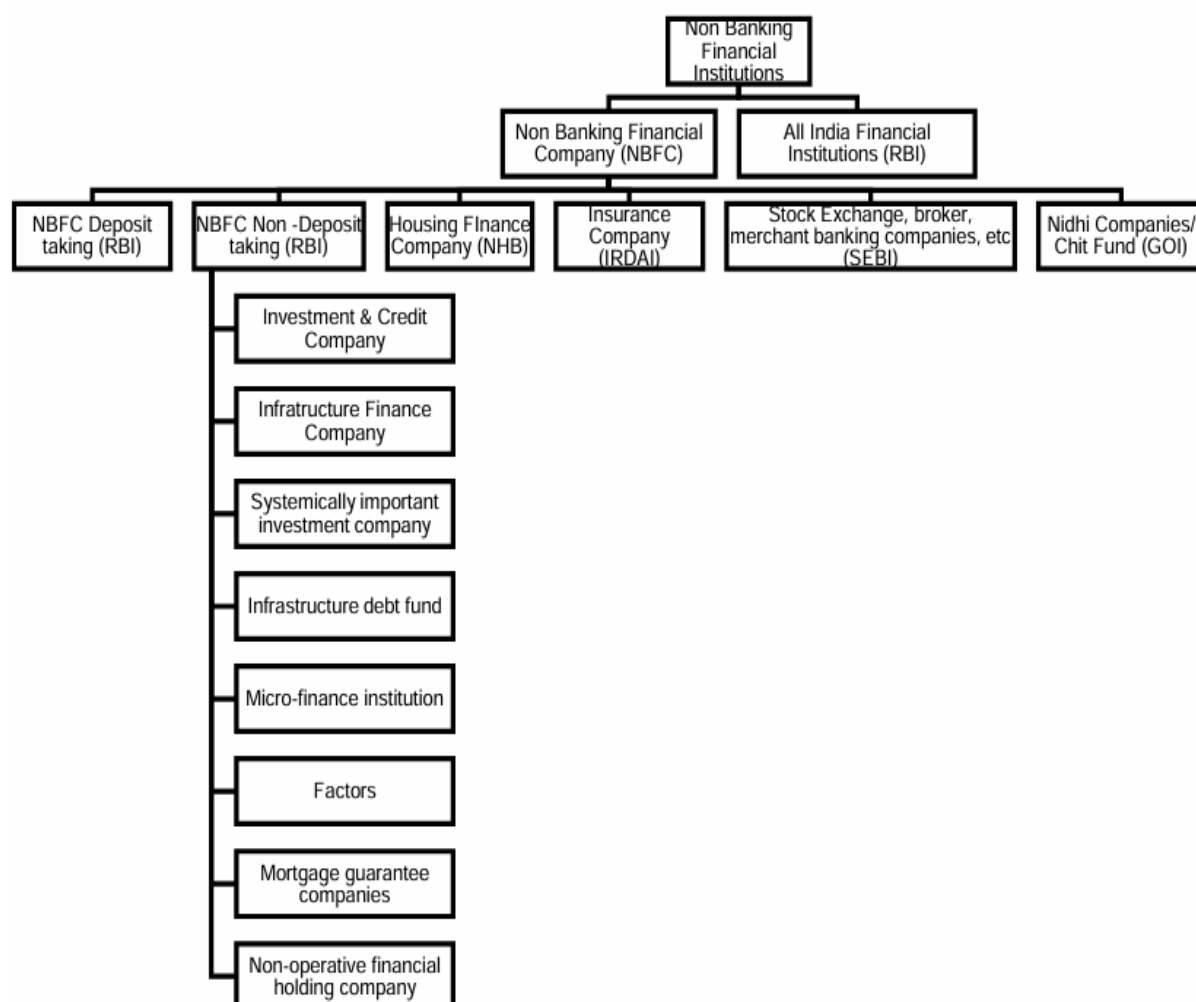 Non Banking
Financial
Institutions
Non Banking Financial
Company (NBFC)
All India Financial
Institutions (RBI)
NBFC Deposit
taking (RBI)
NBFC Non -Deposit
taking (RBI)
Housing FInance
Company (NHB)
Insurance
Company
(IRDAI)
Stock Exchange, broker,
merchant banking companies, etc
(SEBI)
Nidhi Companies/
Chit Fund (GOI)
Investment & Credit
Company
Infratructure Finance
Company
Systemically important
investment company
Infrastructure debt fund
Micro-finance institution
Factors
Mortgage guarantee
companies
Non-operative financial
holding company